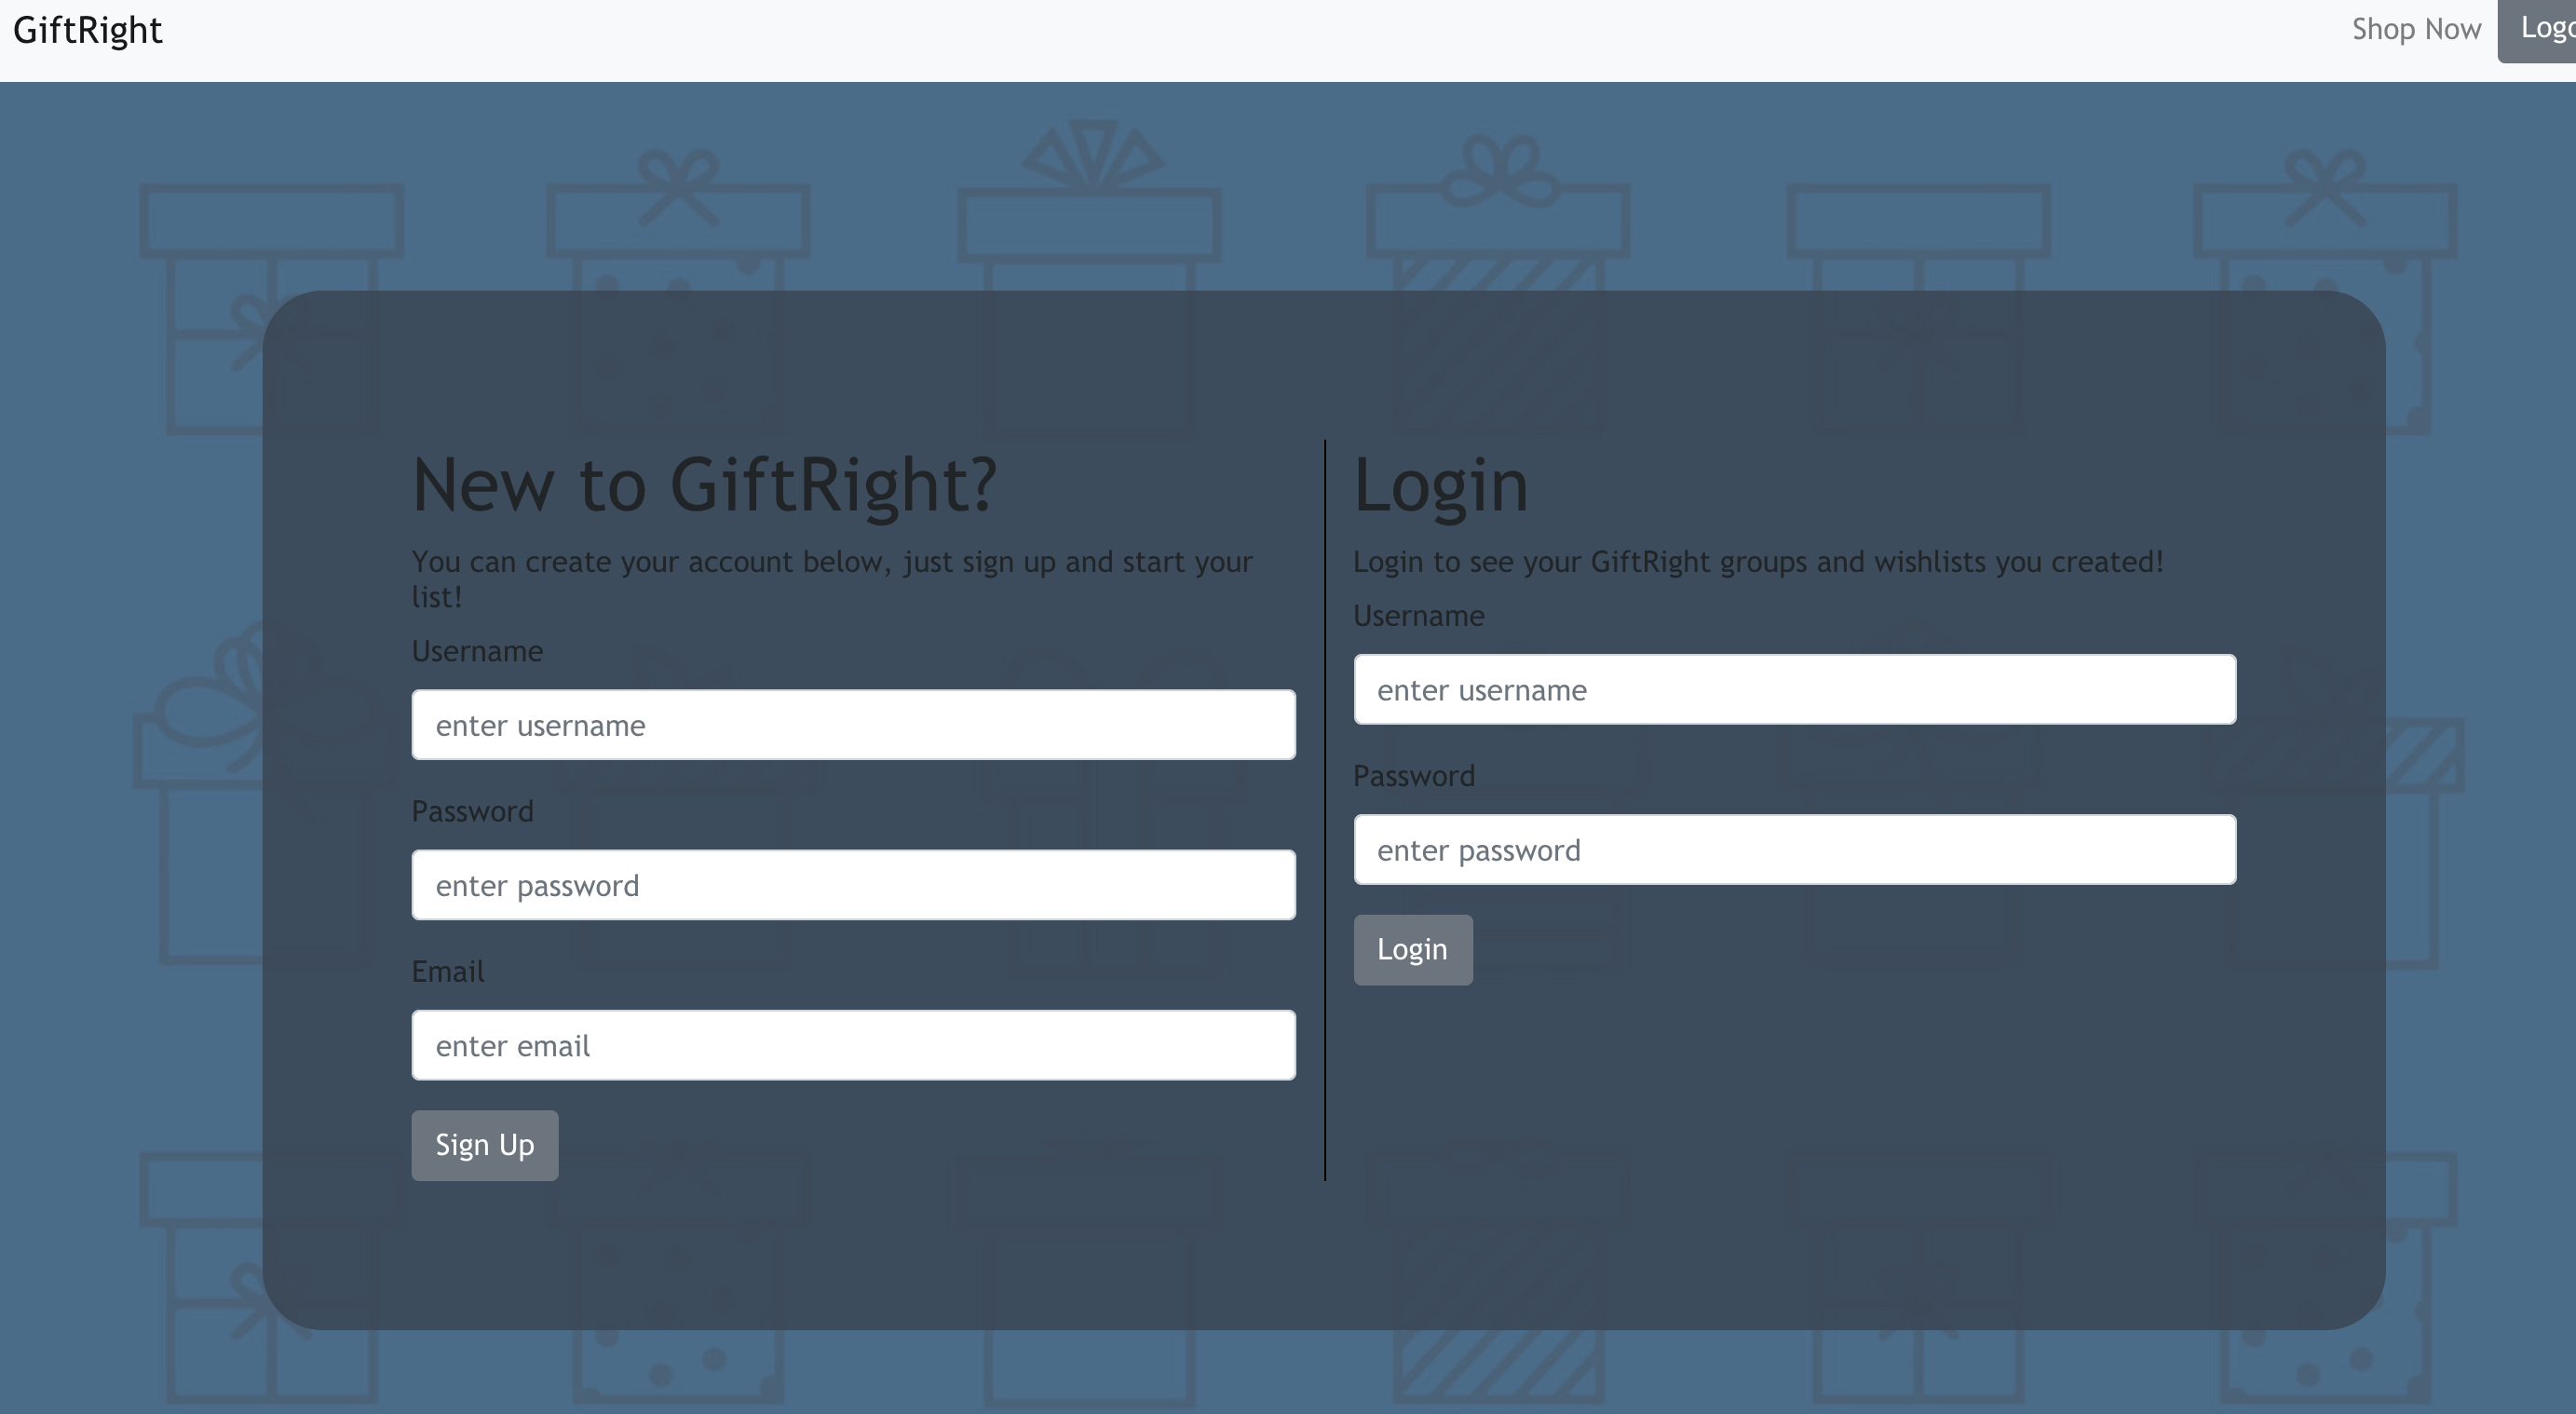 GiftRight
Shop Now
New to GiftRight?
You can create your account below, just sign up and start your
list!
Username
enter username
Password
enter password
Email
enter email
Sign Up
Login
Login to see your GiftRight groups and wishlists you created!
Username
enter username
Password
enter password
Login